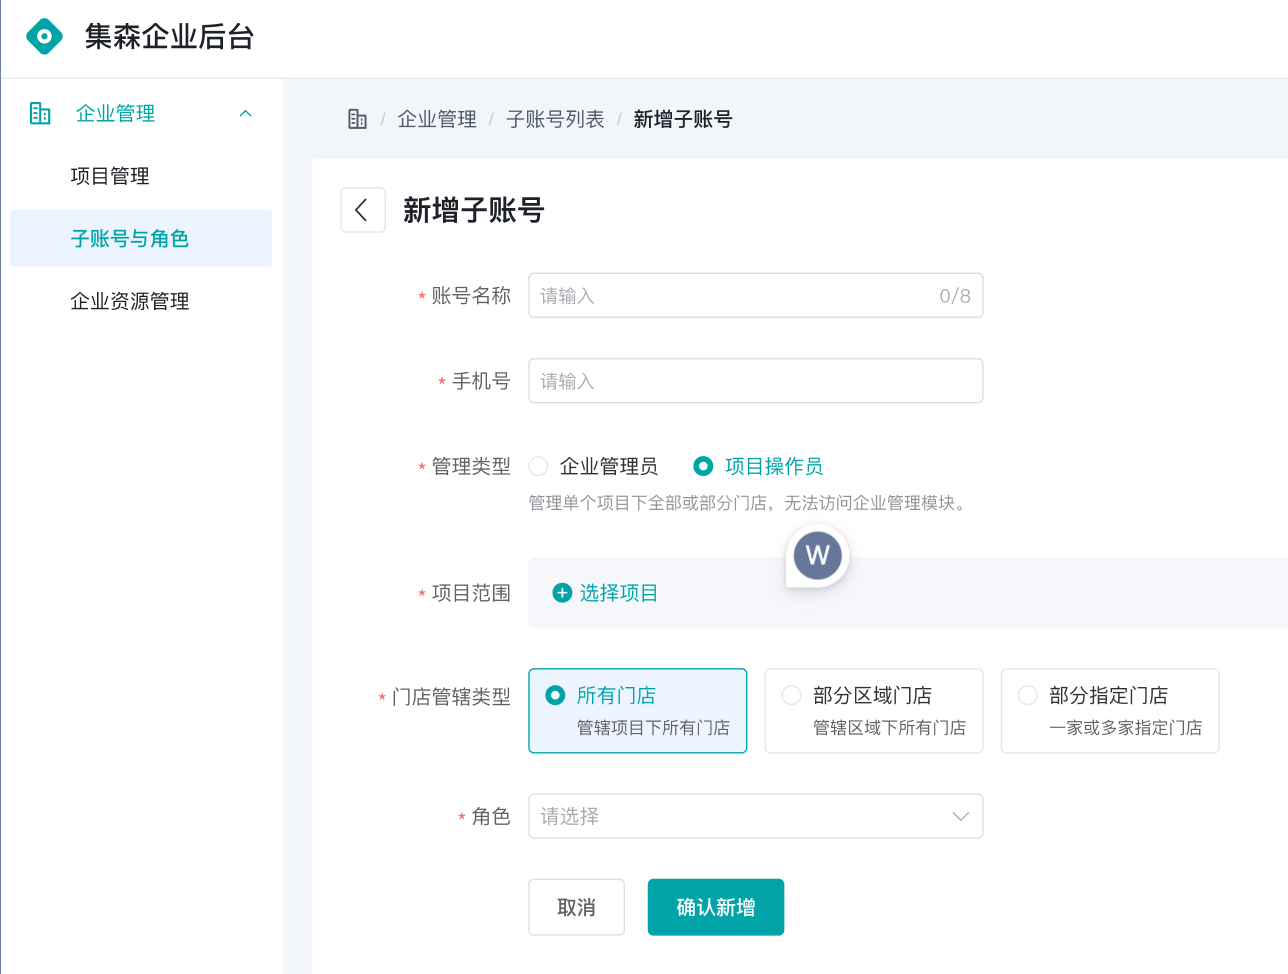 集森企业后台
企业管理
项目管理
子账号与角色
企业资源管理
/ 企业管理 / 子账号列表 / 新增子账号
新增子账号
* 账号名称 请输入 0/8
* 手机号 请输入
* 管理类型 企业管理员 项目操作员
管理单个项目下全部或部分门店，无法访问企业管理模块。
W
* 项目范围 选择项目
* 门店管辖类型 所有门店 部分区域门店 部分指定门店
管辖项目下所有门店 管辖区域下所有门店 一家或多家指定门店
* 角色 请选择
取消 确认新增